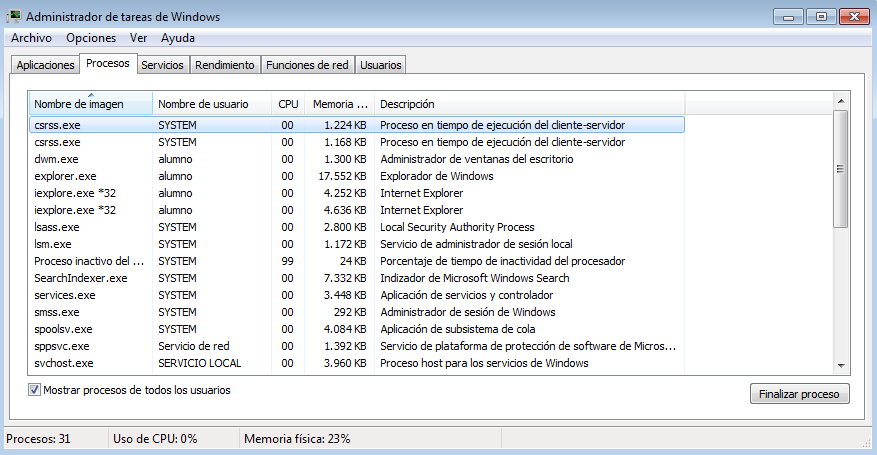 Administrador de tareas de Windows
Archivo Opciones Ver Ayuda
Aplicaciones Procesos Servicios Rendimiento Funciones de red Usuarios
Nombre de imagen Nombre de usuario CPU Memoria ... Descripción
csrss.exe SYSTEM 00 1.224 KB Proceso en tiempo de ejecución del cliente-servidor
csrss.exe SYSTEM 00 1.168 KB Proceso en tiempo de ejecución del cliente-servidor
dwm.exe alumno 00 1.300 KB Administrador de ventanas del escritorio
explorer.exe alumno 00 17.552 KB Explorador de Windows
iexplore.exe *32 alumno 00 4.252 KB Internet Explorer
iexplore.exe *32 alumno 00 4.636 KB Internet Explorer
lsass.exe SYSTEM 00 2.800 KB Local Security Authority Process
lsm.exe SYSTEM 00 1.172 KB Servicio de administrador de sesión local
Proceso inactivo del ... SYSTEM 99 24 KB Porcentaje de tiempo de inactividad del procesador
SearchIndexer.exe SYSTEM 00 7.332 KB Indizador de Microsoft Windows Search
services.exe SYSTEM 00 3.448 KB Aplicación de servicios y controlador
smss.exe SYSTEM 00 292 KB Administrador de sesión de Windows
spoolsv.exe SYSTEM 00 4.084 KB Aplicación de subsistema de cola
sppsvc.exe Servicio de red 00 1.392 KB Servicio de plataforma de protección de software de Micros...
svchost.exe SERVICIO LOCAL 00 3.960 KB Proceso host para los servicios de Windows
Mostrar procesos de todos los usuarios
Finalizar proceso
Procesos: 31 Uso de CPU: 0% Memoria física: 23%